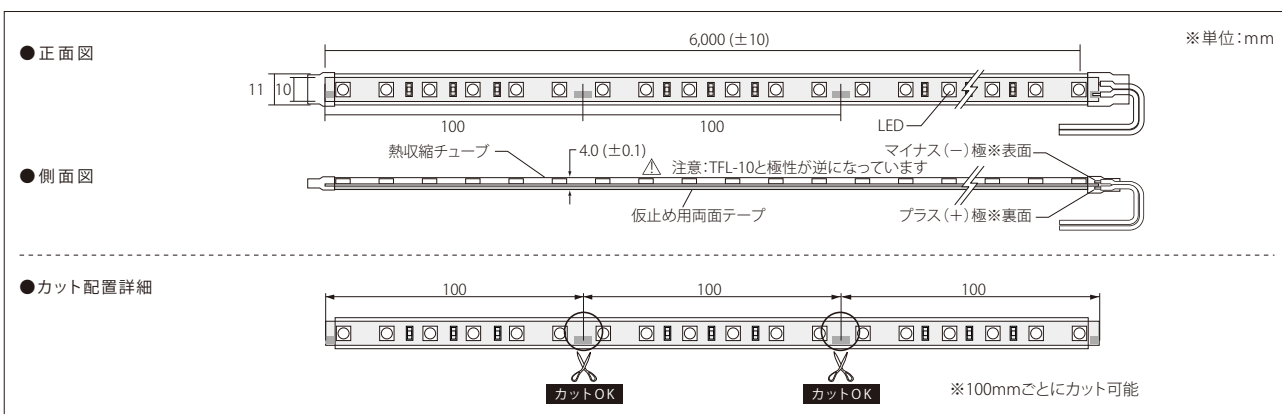 ●正面図
6,000 (±10)
※単位：mm
11
10
100
100
LED
熱収縮チューブ
4.0 (±0.1)
マイナス（－）極※表面
⚠ 注意：TFL-10と極性が逆になっています
●側面図
仮止め用両面テープ
プラス（＋）極※裏面
●カット配置詳細
100
100
100
カットOK
カットOK
※100mmごとにカット可能